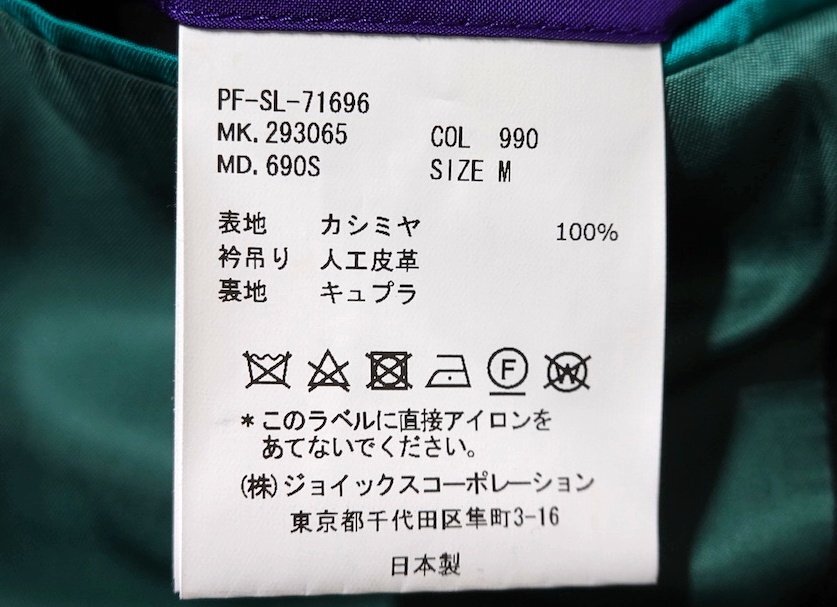 PF-SL-71696
MK. 293065 COL 990
MD. 690S SIZE M
表地 カシミヤ 100%
衿吊り 人工皮革
裏地 キュプラ
F W
*このラベルに直接アイロンを
あてないでください。
(株)ジョイックスコーポレーション
東京都千代田区隼町3-16
日本製